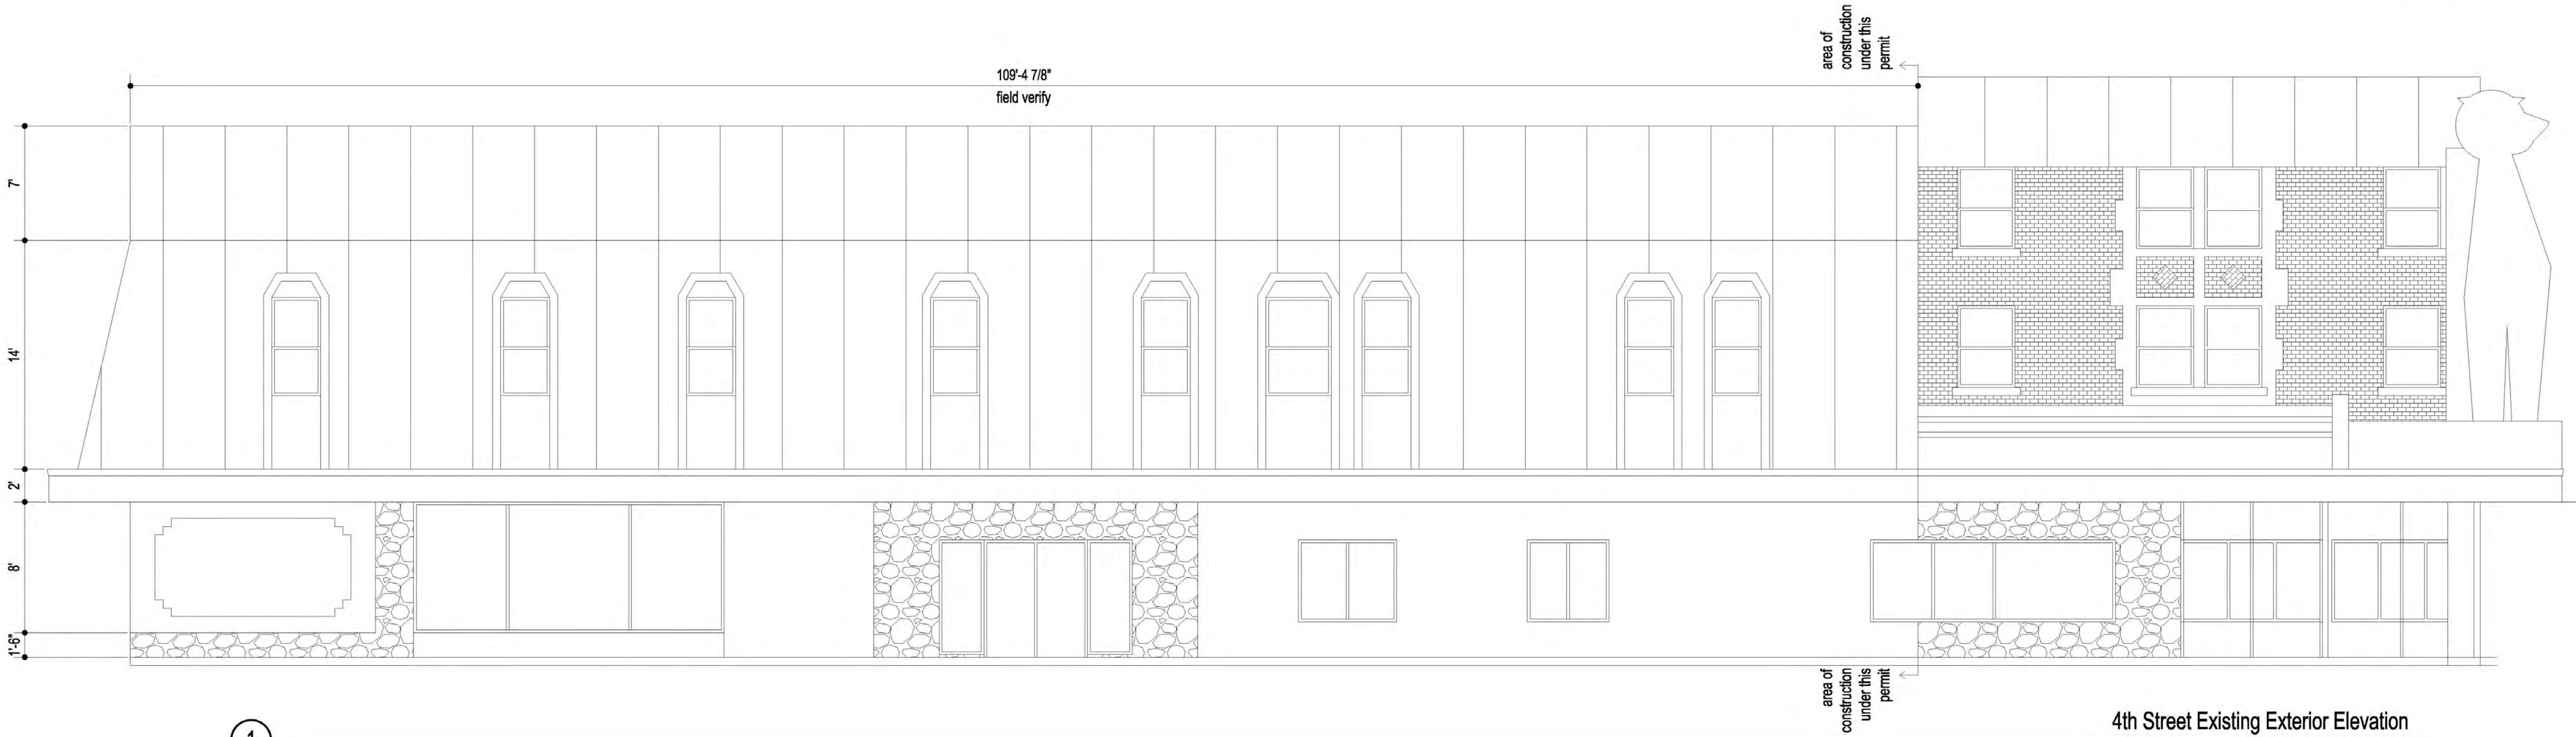 area of
construction
under this
permit
109'-4 7/8"
field verify
7'
14'
2'
8'
1'-6"
area of
construction
under this
permit
4th Street Existing Exterior Elevation
1